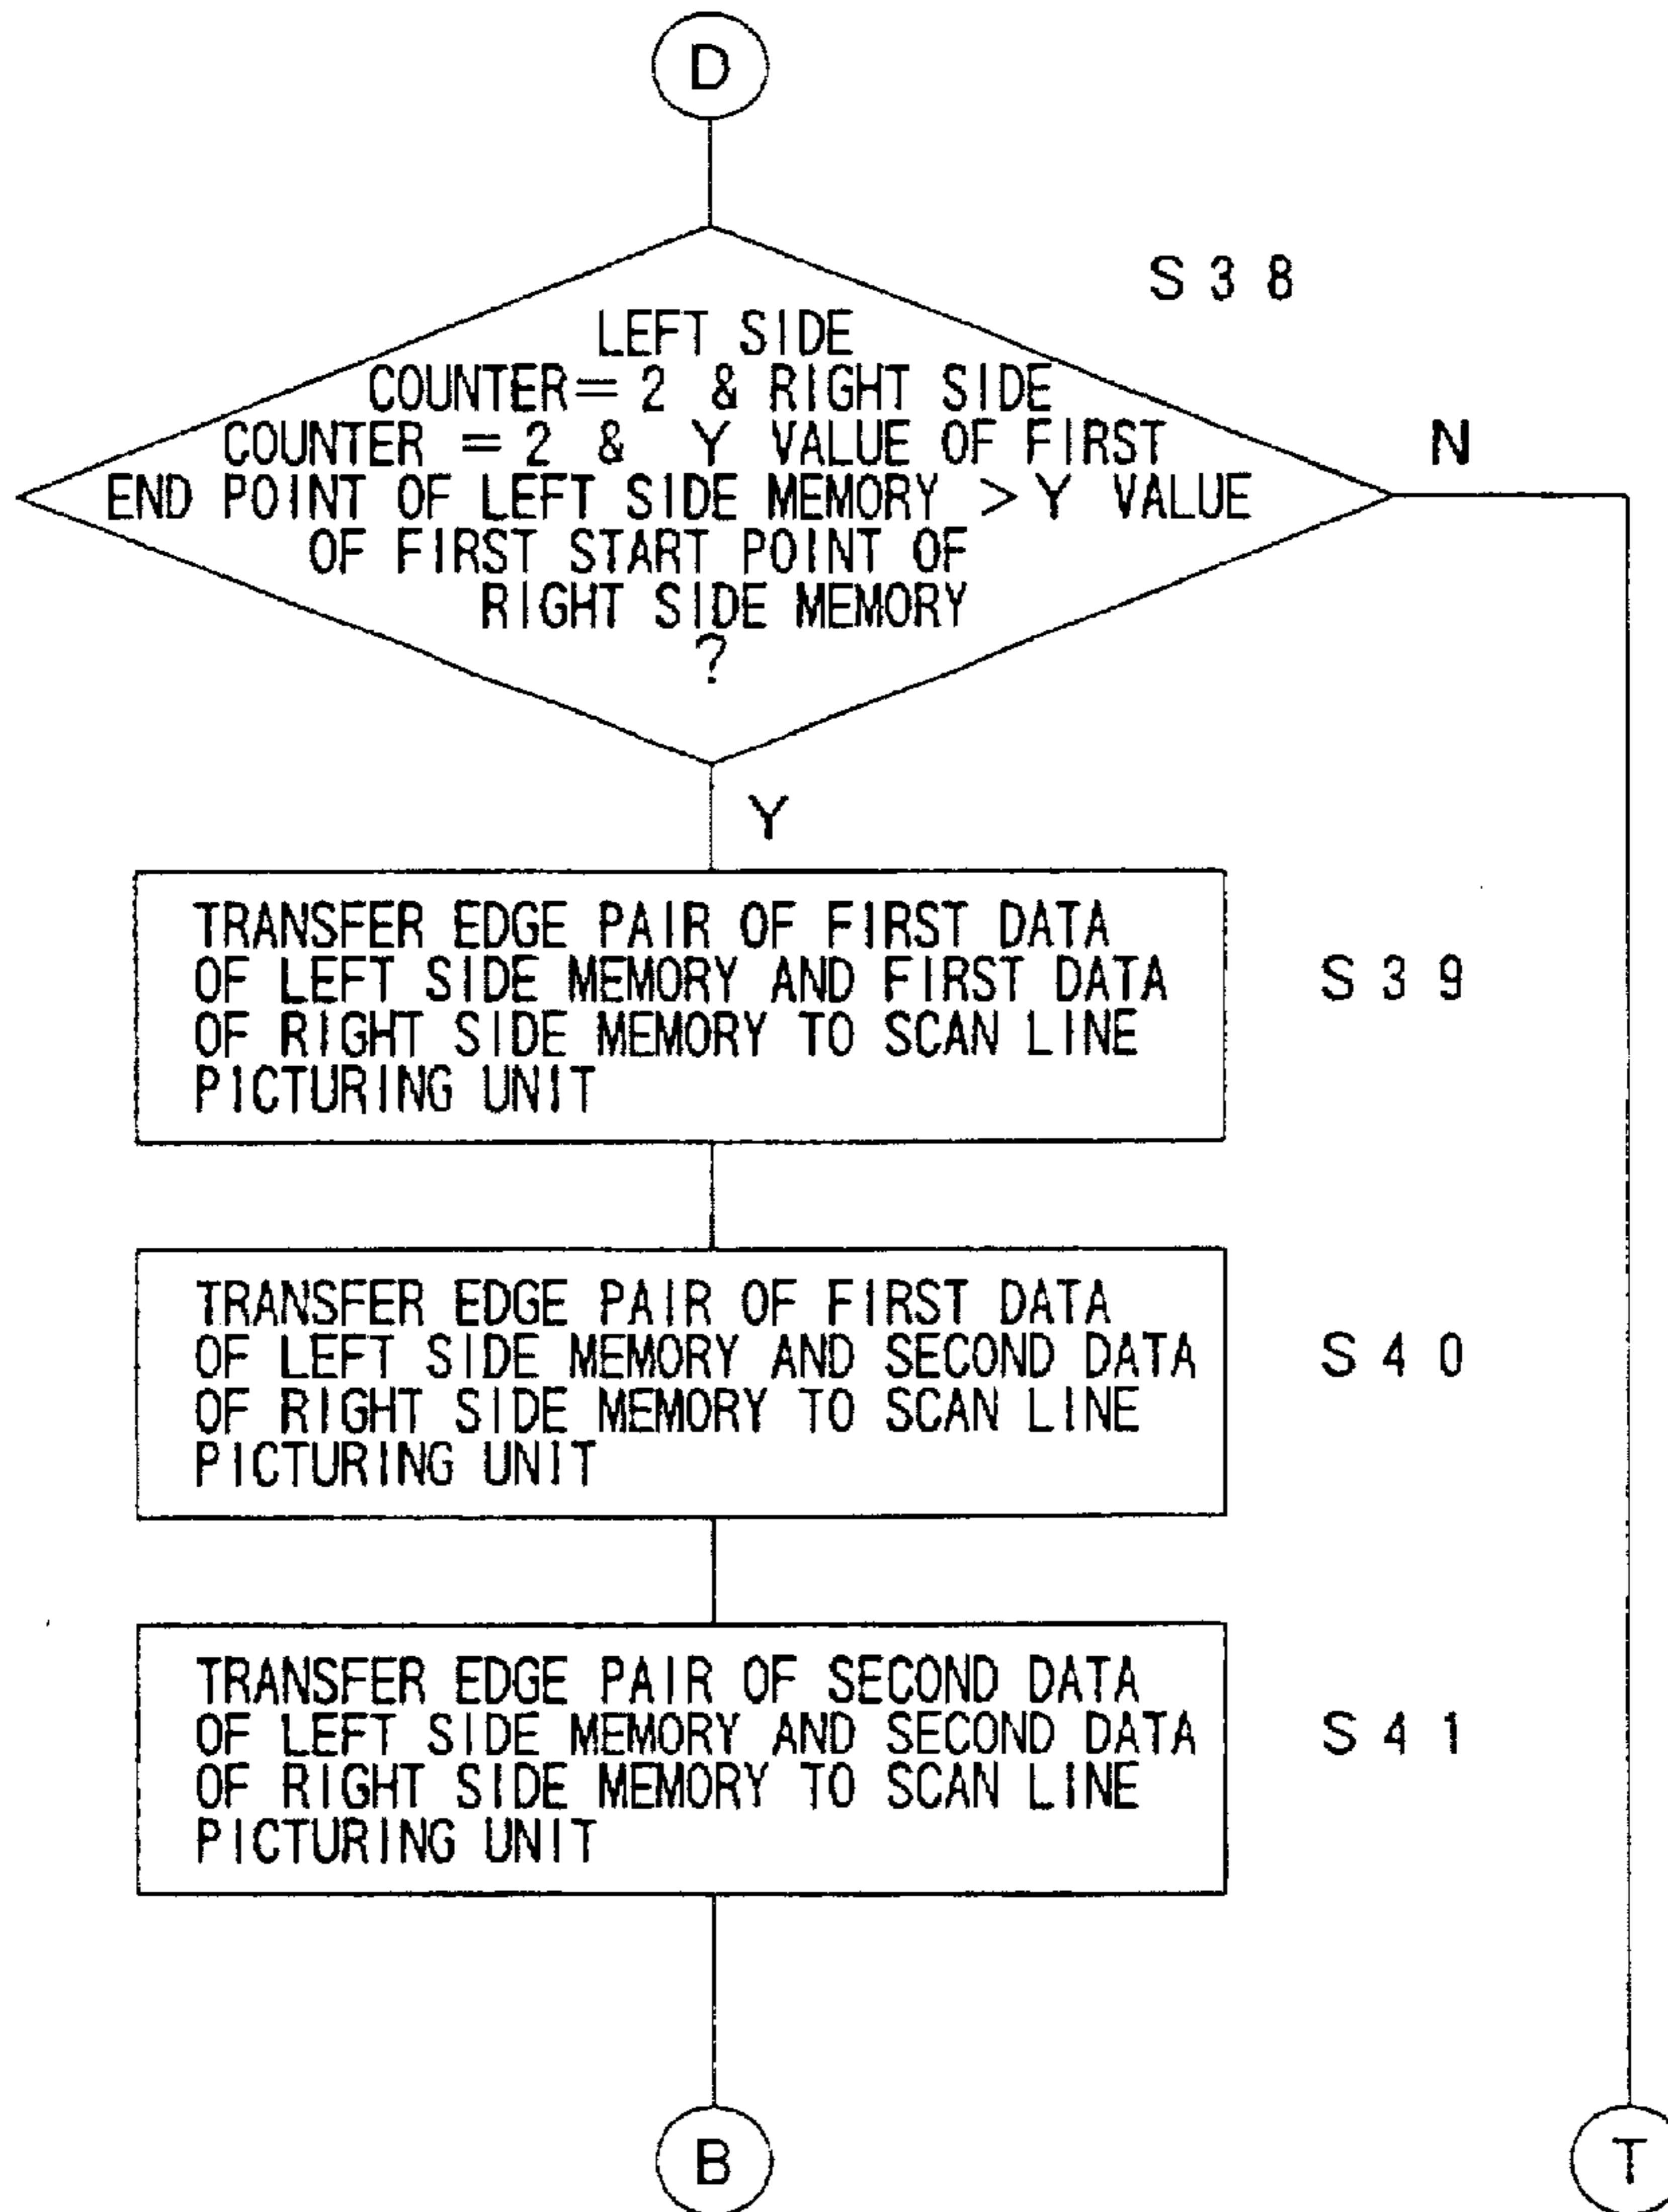 D
S38
LEFT SIDE
COUNTER=2 & RIGHT SIDE
COUNTER =2 & Y VALUE OF FIRST
END POINT OF LEFT SIDE MEMORY >Y VALUE
OF FIRST START POINT OF
RIGHT SIDE MEMORY
?
N
Y
TRANSFER EDGE PAIR OF FIRST DATA
OF LEFT SIDE MEMORY AND FIRST DATA
OF RIGHT SIDE MEMORY TO SCAN LINE
PICTURING UNIT
S39
TRANSFER EDGE PAIR OF FIRST DATA
OF LEFT SIDE MEMORY AND SECOND DATA
OF RIGHT SIDE MEMORY TO SCAN LINE
PICTURING UNIT
S40
TRANSFER EDGE PAIR OF SECOND DATA
OF LEFT SIDE MEMORY AND SECOND DATA
OF RIGHT SIDE MEMORY TO SCAN LINE
PICTURING UNIT
S41
B
T